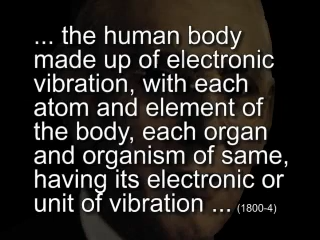 ... the human body
made up of electronic
vibration, with each
atom and element of
the body, each organ
and organism of same,
having its electronic or
unit of vibration ... (1800-4)